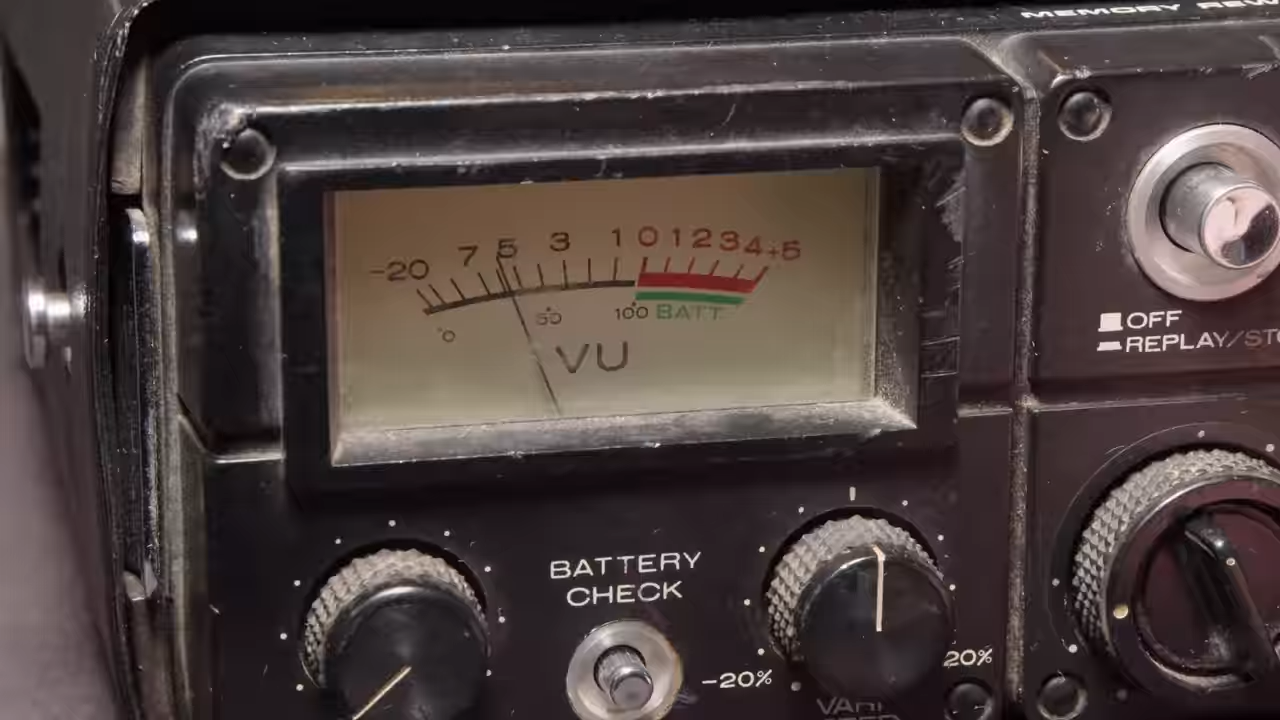 MEMORY REW
-20 7 5 3 1 0 1 2 3 4 +5
0 50 100 BATT.
VU
OFF
REPLAY/STO
BATTERY
CHECK
-20% 20%
VARI